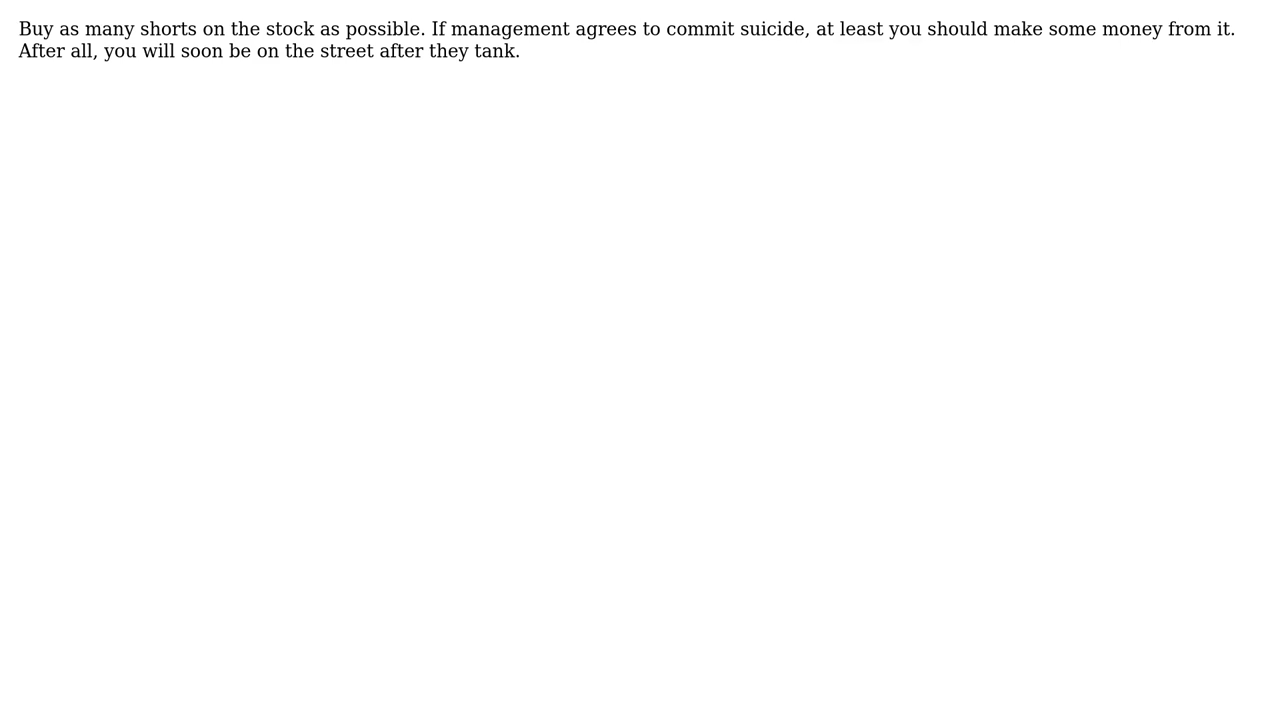 Buy as many shorts on the stock as possible. If management agrees to commit suicide, at least you should make some money from it.
After all, you will soon be on the street after they tank.